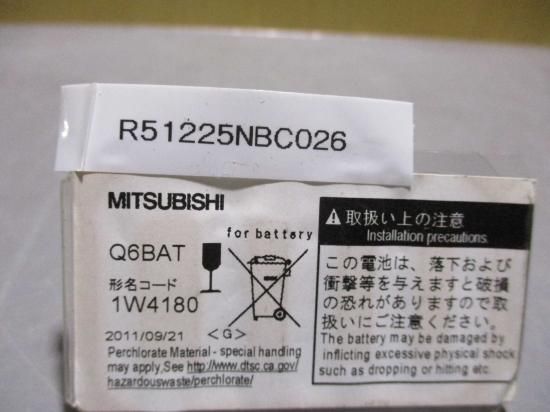 R51225NBC026
MITSUBISHI
for battery
Q6BAT
形名コード
1W4180
2011/09/21 <G>
Perchlorate Material - special handling
may apply,See http://www.dtsc.ca.gov/
hazardouswaste/perchlorate/
取扱い上の注意
Installation precautions
この電池は、落下および
衝撃等を与えますと破損
の恐れがありますので取
扱いにご注意ください。
The battery may be damaged by
inflicting excessive physical shock
such as dropping or hitting etc.